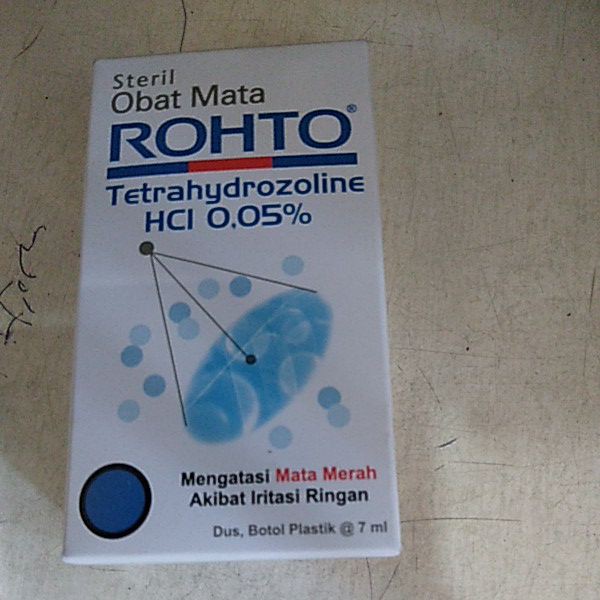 Steril
Obat Mata
ROHTO®
Tetrahydrozoline
HCl 0,05%
Mengatasi Mata Merah
Akibat Iritasi Ringan
Dus, Botol Plastik @ 7 ml